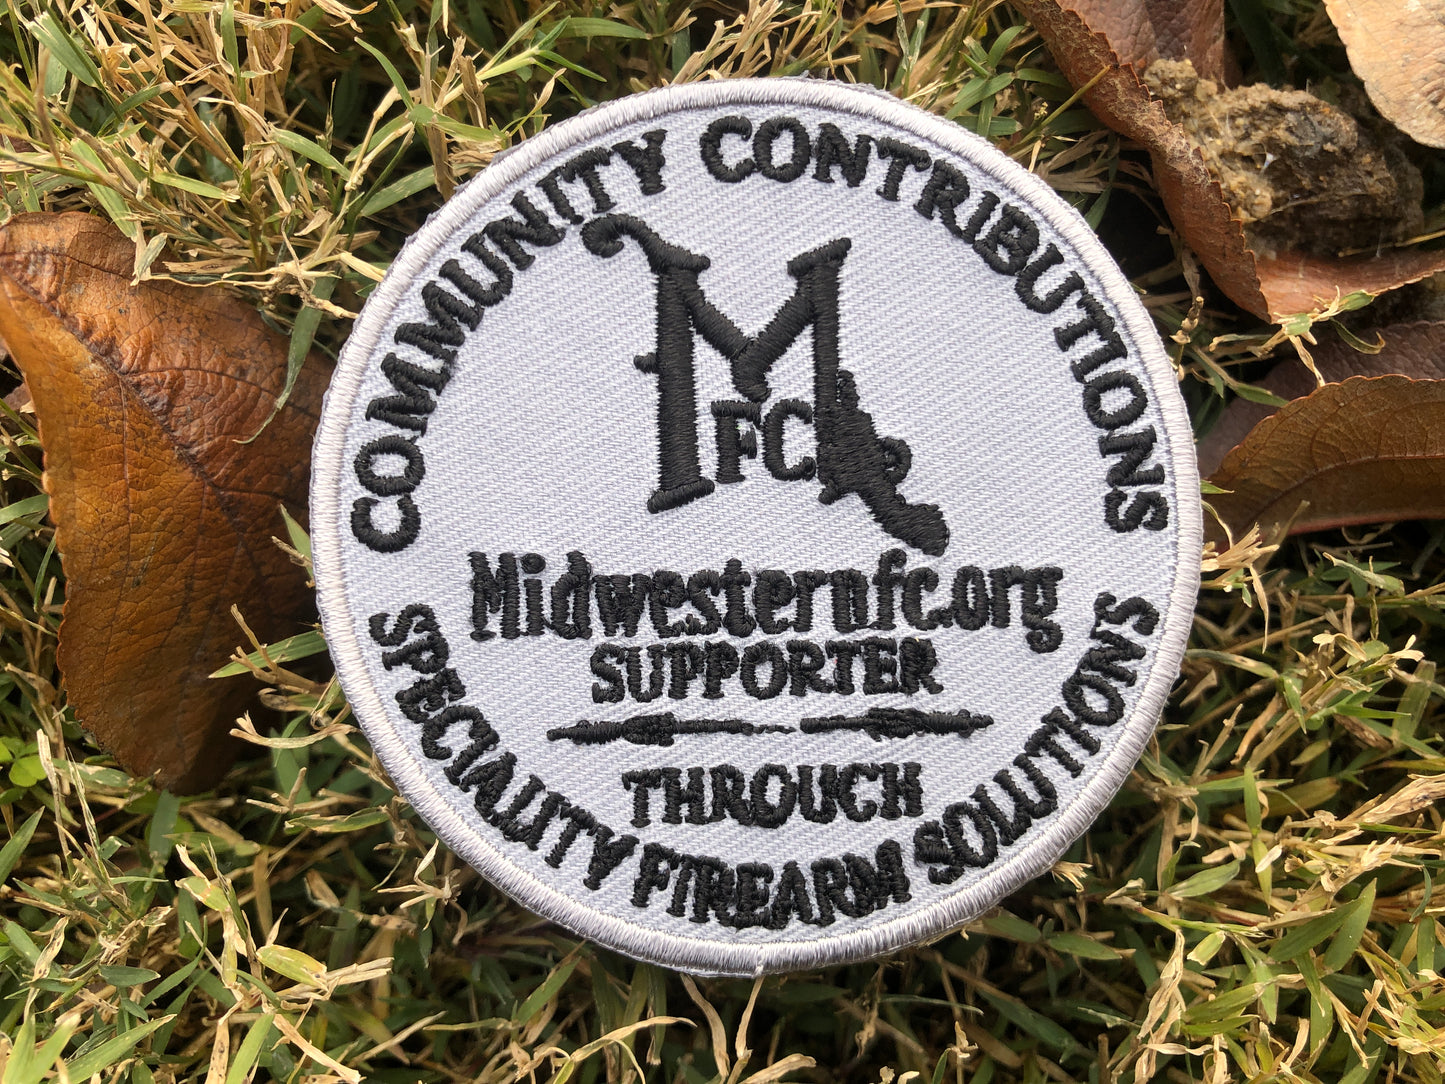 COMMUNITY CONTRIBUTIONS
M
FC
Midwesternfc.org
SUPPORTER
THROUGH
SPECIALITY FIREARM SOLUTIONS